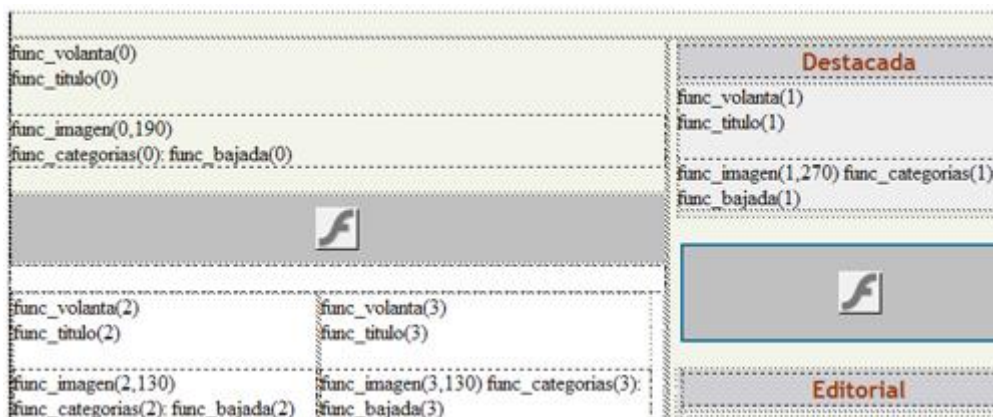 func_volanta(0)
func_titulo(0)
func_imagen(0,190)
func_categorias(0): func_bajada(0)
func_volanta(2)
func_titulo(2)
func_imagen(2,130)
func_categorias(2): func_bajada(2)
func_volanta(3)
func_titulo(3)
func_imagen(3,130) func_categorias(3):
func_bajada(3)
Destacada
func_volanta(1)
func_titulo(1)
func_imagen(1,270) func_categorias(1)
func_bajada(1)
Editorial